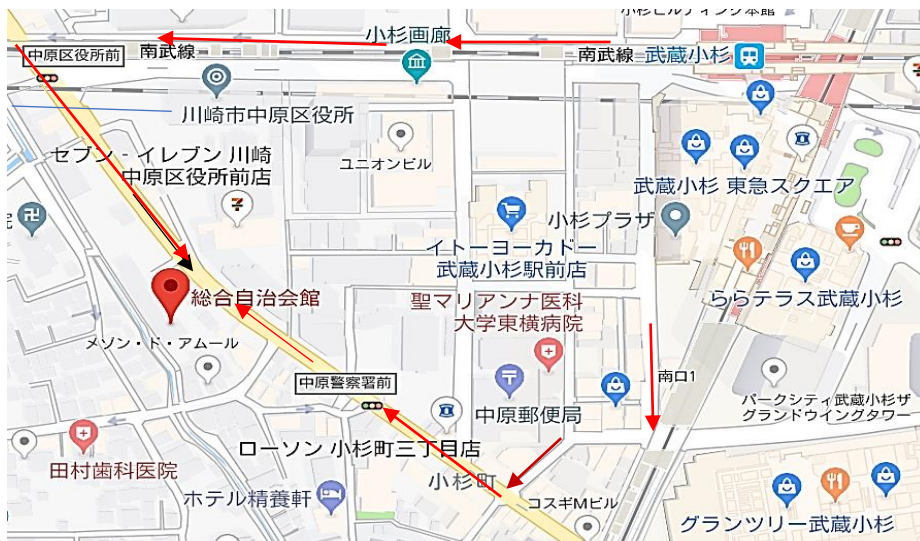 小杉ビルディング本館
小杉画廊
中原区役所前
南武線
南武線
武蔵小杉
川崎市中原区役所
セブン‐イレブン 川崎
中原区役所前店
ユニオンビル
武蔵小杉 東急スクエア
小杉プラザ
イトーヨーカドー
武蔵小杉駅前店
総合自治会館
聖マリアンナ医科
大学東横病院
ららテラス武蔵小杉
メゾン・ド・アムール
中原警察署前
南口1
パークシティ武蔵小杉ザ
グランドウイングタワー
中原郵便局
ローソン 小杉町三丁目店
田村歯科医院
小杉町
ホテル精養軒
コスギMビル
グランツリー武蔵小杉